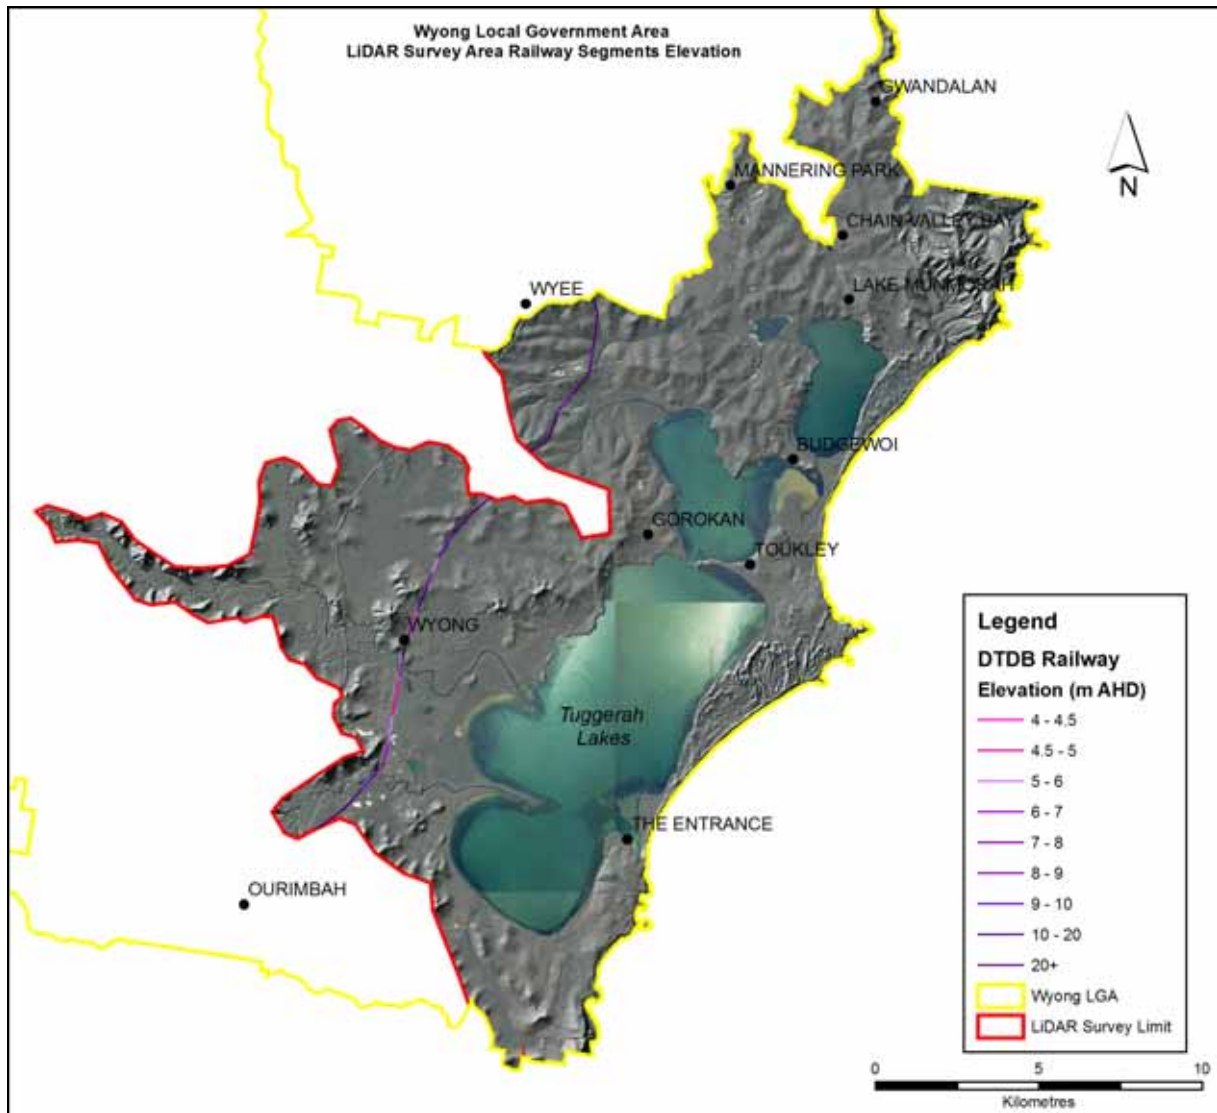 Wyong Local Government Area
LiDAR Survey Area Railway Segments Elevation
GWANDALAN
N
MANNERING PARK
CHAIN VALLEY BAY
LAKE MUNMORAH
WYEE
BUDGEWOI
GOROKAN
TOUKLEY
WYONG
Tuggerah
Lakes
THE ENTRANCE
OURIMBAH
Legend
DTDB Railway
Elevation (m AHD)
4 - 4.5
4.5 - 5
5 - 6
6 - 7
7 - 8
8 - 9
9 - 10
10 - 20
20+
Wyong LGA
LiDAR Survey Limit
0 5 10
Kilometres